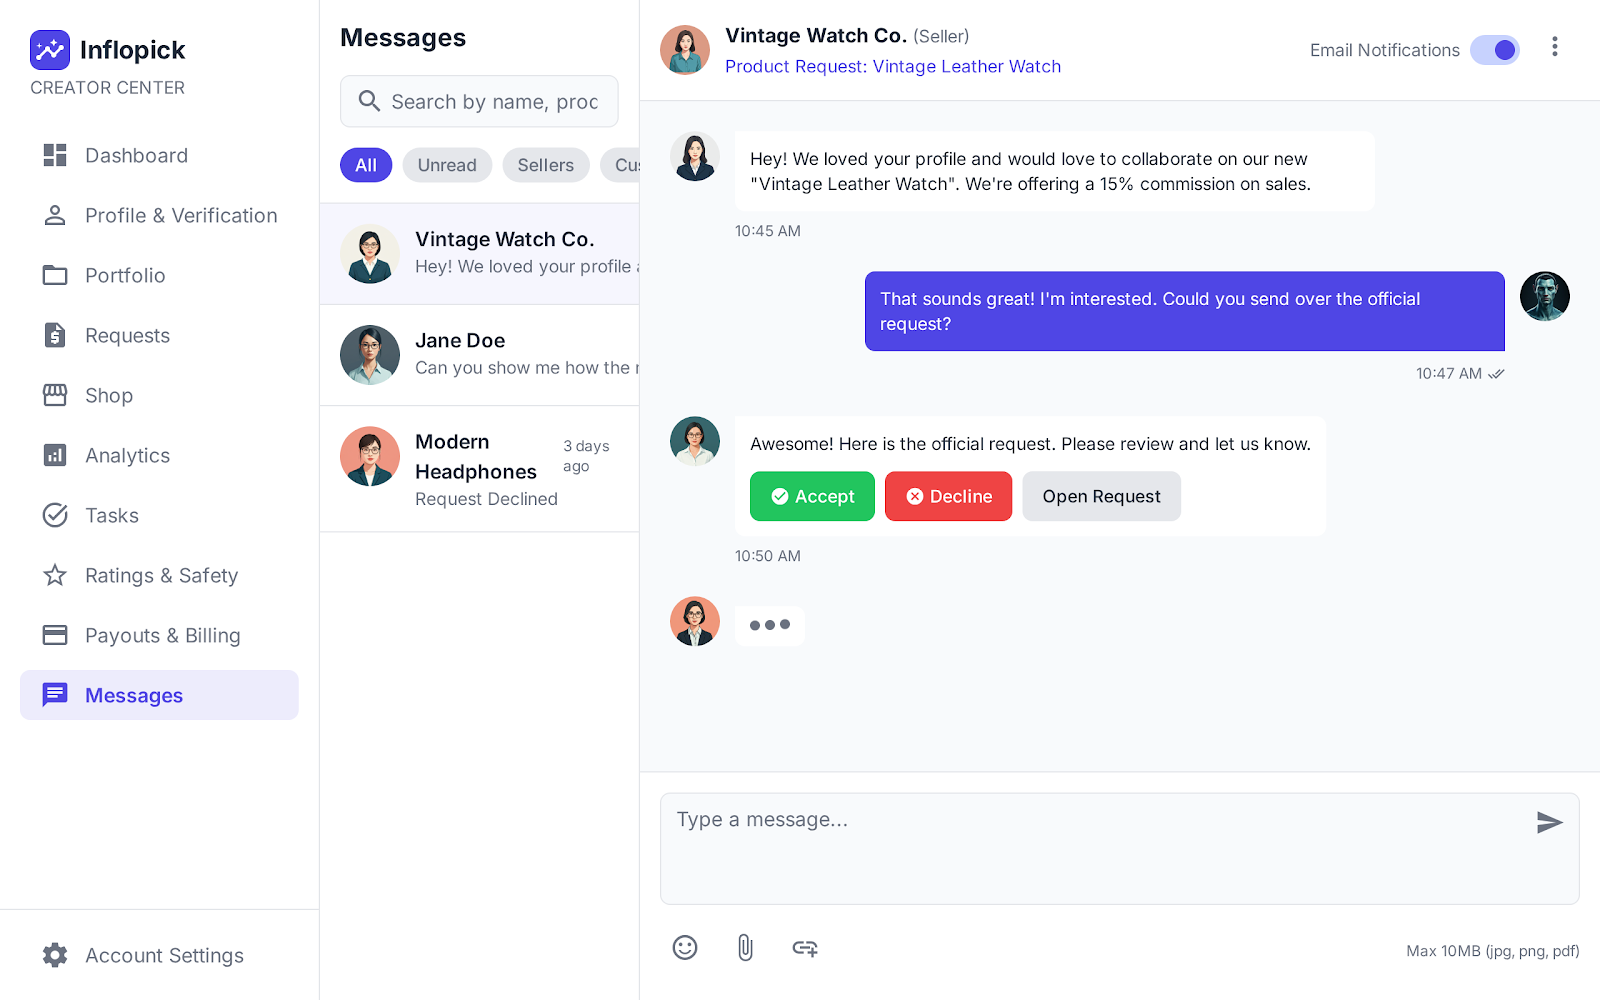 Inflopick
CREATOR CENTER
Dashboard
Profile & Verification
Portfolio
Requests
Shop
Analytics
Tasks
Ratings & Safety
Payouts & Billing
Messages
Account Settings
Messages
Search by name, proc
All
Unread
Sellers
Cus
Vintage Watch Co.
Hey! We loved your profile a
Jane Doe
Can you show me how the r
Modern
Headphones
3 days
ago
Request Declined
Vintage Watch Co. (Seller)
Product Request: Vintage Leather Watch
Email Notifications
Hey! We loved your profile and would love to collaborate on our new
"Vintage Leather Watch". We're offering a 15% commission on sales.
10:45 AM
That sounds great! I'm interested. Could you send over the official
request?
10:47 AM
Awesome! Here is the official request. Please review and let us know.
Accept
Decline
Open Request
10:50 AM
Type a message...
Max 10MB (jpg, png, pdf)